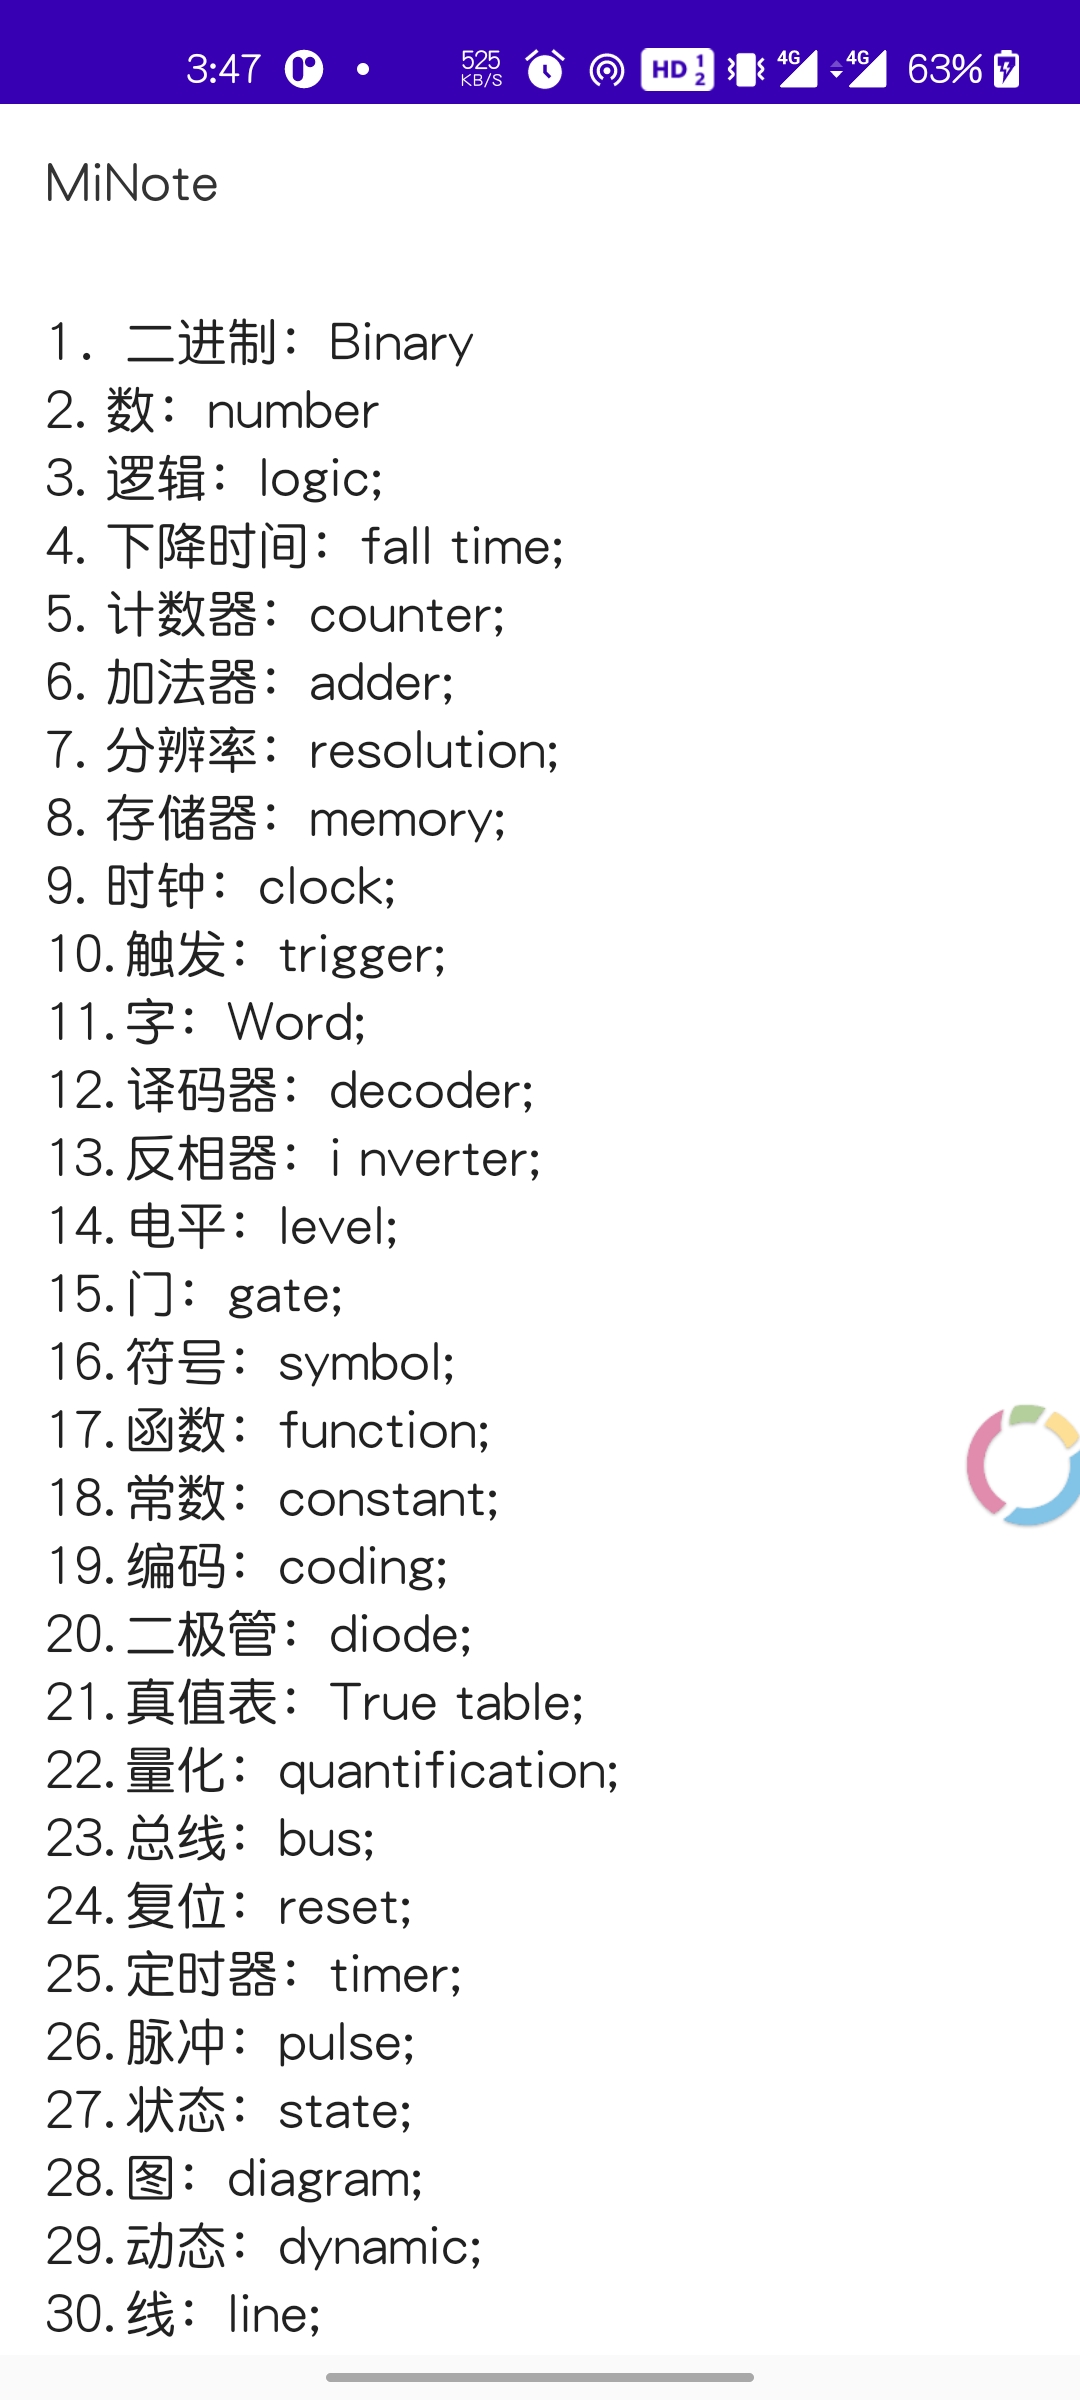 3:47 525 KB/S HD 1 2 4G 4G 63%
MiNote
1. 二进制：Binary
2. 数：number
3. 逻辑：logic;
4. 下降时间：fall time;
5. 计数器：counter;
6. 加法器：adder;
7. 分辨率：resolution;
8. 存储器：memory;
9. 时钟：clock;
10.触发：trigger;
11.字：Word;
12.译码器：decoder;
13.反相器：i nverter;
14.电平：level;
15.门：gate;
16.符号：symbol;
17.函数：function;
18.常数：constant;
19.编码：coding;
20.二极管：diode;
21.真值表：True table;
22.量化：quantification;
23.总线：bus;
24.复位：reset;
25.定时器：timer;
26.脉冲：pulse;
27.状态：state;
28.图：diagram;
29.动态：dynamic;
30.线：line;